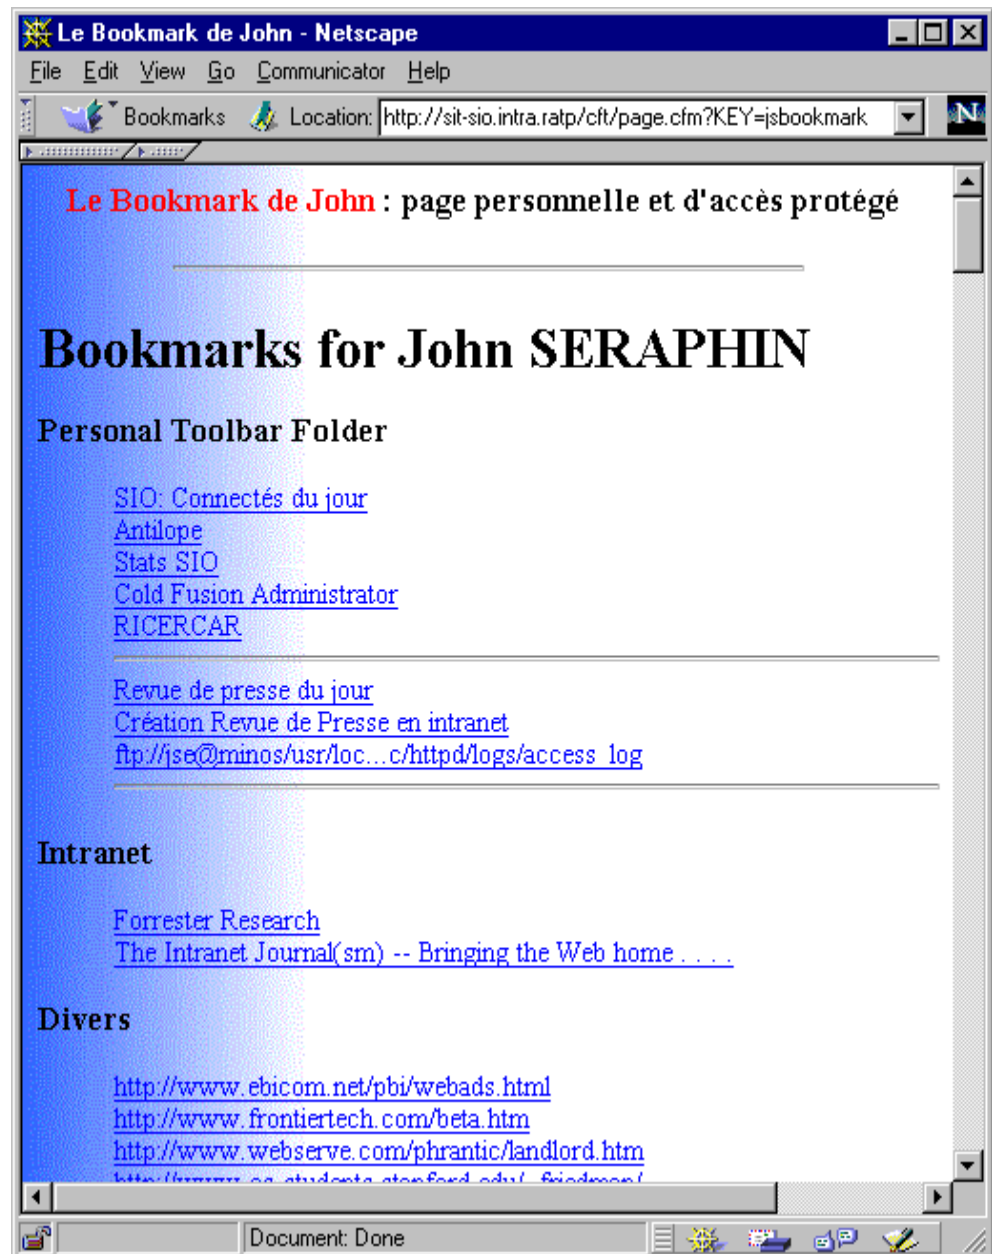 Le Bookmark de John - Netscape
File Edit View Go Communicator Help
Bookmarks Location: http://sit-sio.intra.ratp/cft/page.cfm?KEY=jsbookmark N
Le Bookmark de John : page personnelle et d'accès protégé
Bookmarks for John SERAPHIN
Personal Toolbar Folder
SIO: Connectés du jour
Antilope
Stats SIO
Cold Fusion Administrator
RICERCAR
Revue de presse du jour
Création Revue de Presse en intranet
ftp://jse@minos/usr/loc...c/httpd/logs/access_log
Intranet
Forrester Research
The Intranet Journal(sm) -- Bringing the Web home . . . .
Divers
http://www.ebicom.net/pbi/webads.html
http://www.frontiertech.com/beta.htm
http://www.webserve.com/phrantic/landlord.htm
Document: Done